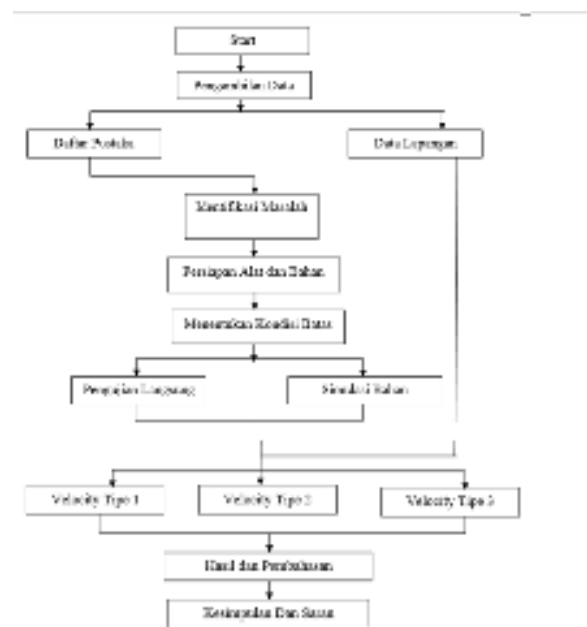 Start
Pengambilan Data
Daftar Pustaka
Data Lapangan
Identifikasi Masalah
Persiapan Alat dan Bahan
Menentukan Kondisi Batas
Pengujian Langsung
Simulasi Bahan
Velocity Tipe 1
Velocity Tipe 2
Velocity Tipe 3
Hasil dan Pembahasan
Kesimpulan Dan Saran